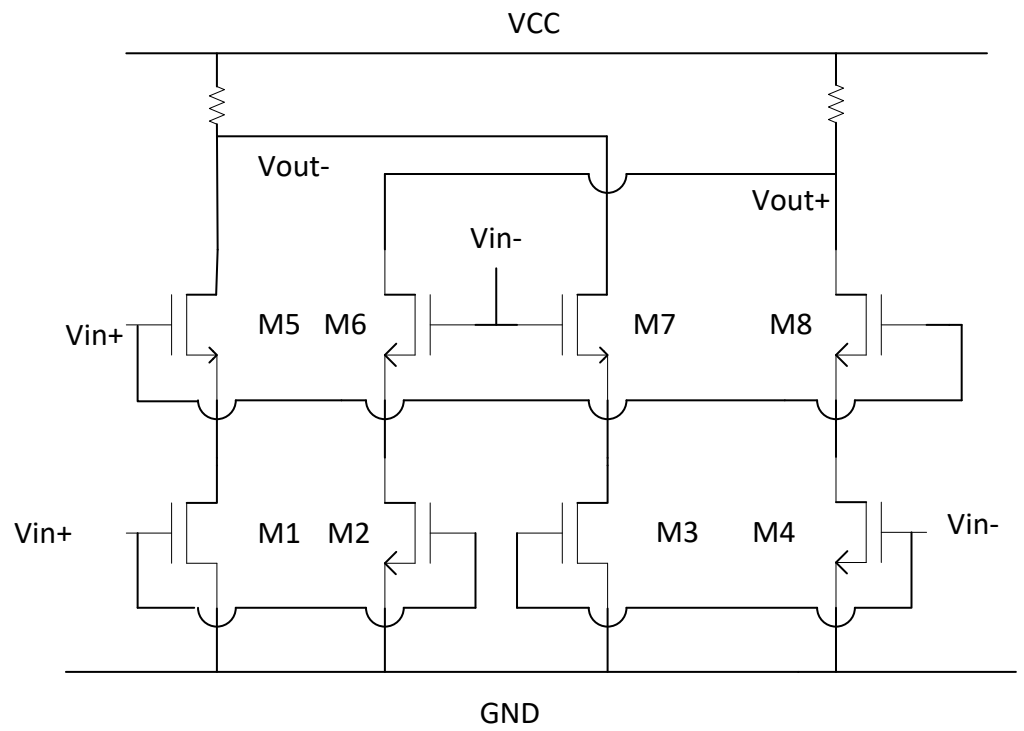 VCC
Vout-
Vout+
Vin-
Vin+
M5
M6
M7
M8
Vin+
M1
M2
M3
M4
Vin-
GND